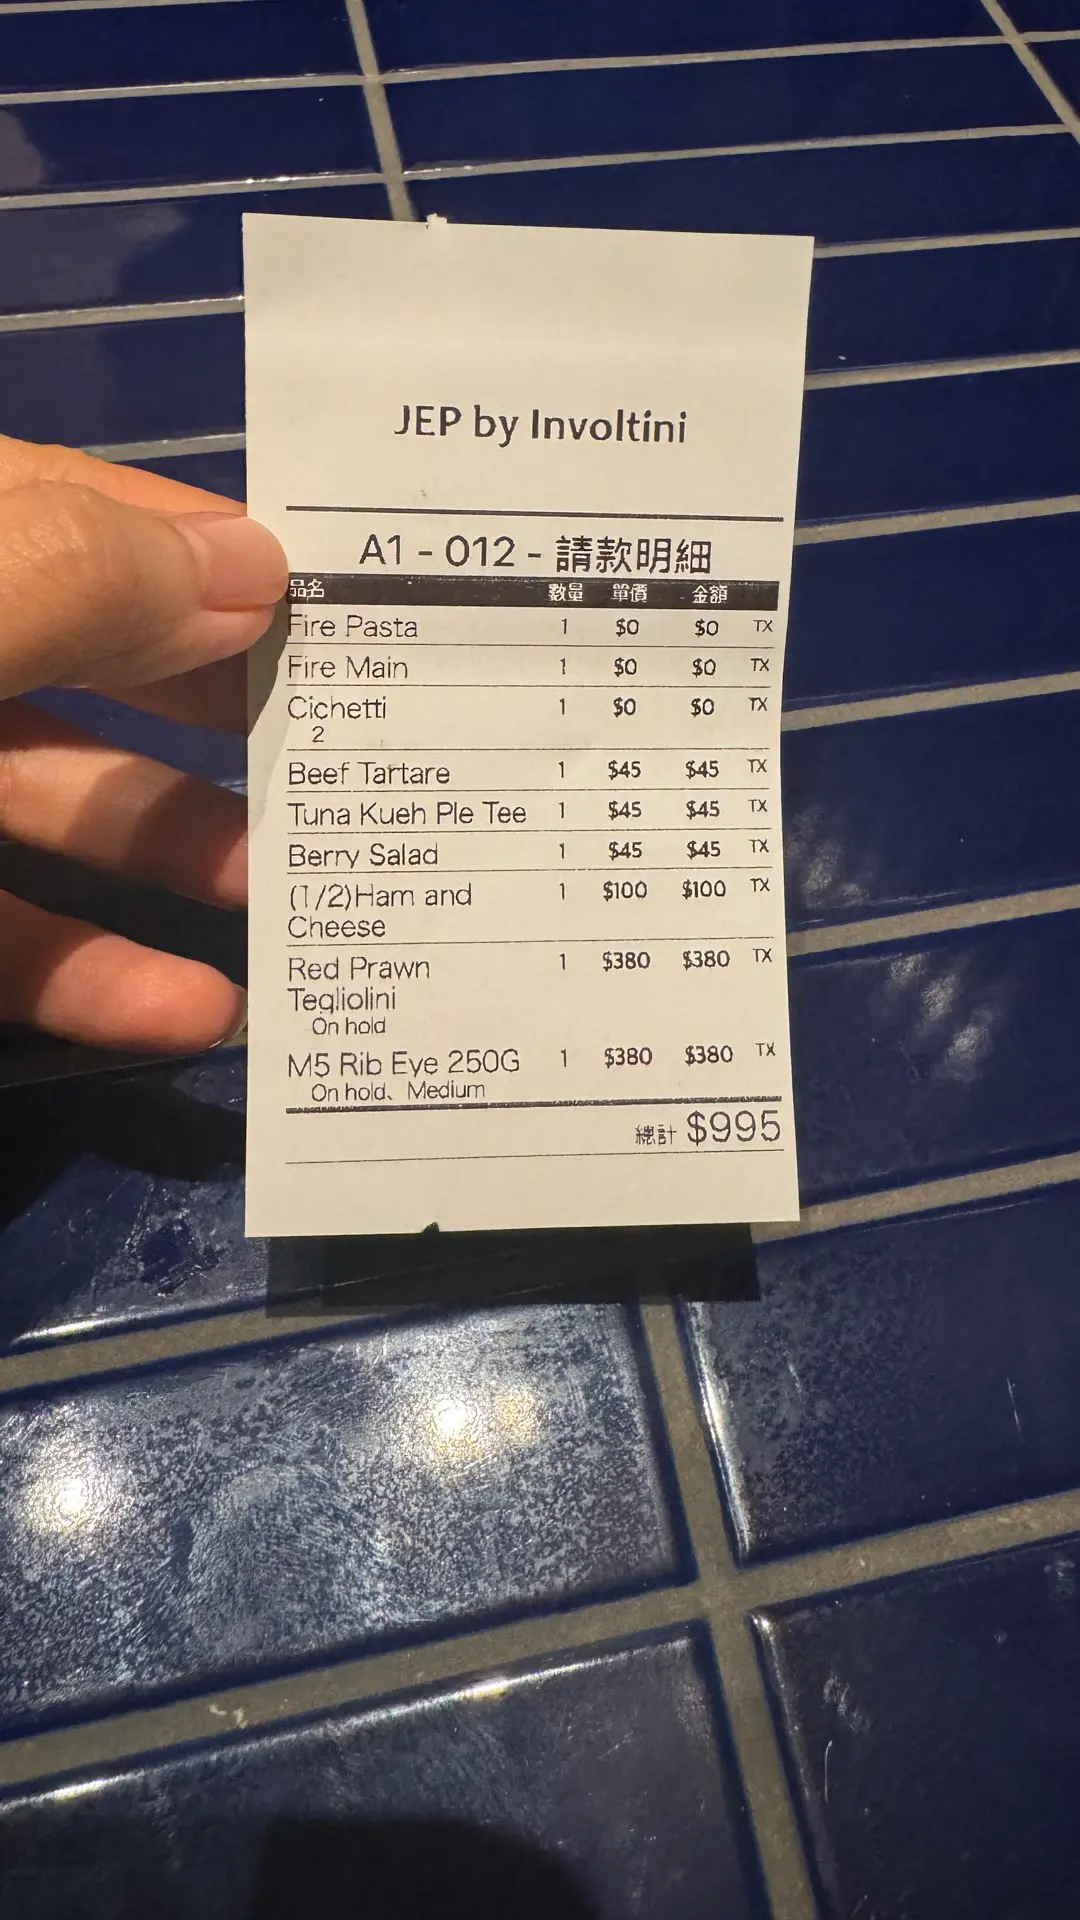 JEP by Involtini
A1 - 012 - 請款明細
品名 數量 單價 金額
Fire Pasta 1 $0 $0 TX
Fire Main 1 $0 $0 TX
Cichetti 1 $0 $0 TX
2
Beef Tartare 1 $45 $45 TX
Tuna Kueh Ple Tee 1 $45 $45 TX
Berry Salad 1 $45 $45 TX
(1/2)Ham and 1 $100 $100 TX
Cheese
Red Prawn 1 $380 $380 TX
Tegliolini
On hold
M5 Rib Eye 250G 1 $380 $380 TX
On hold、Medium
總計 $995